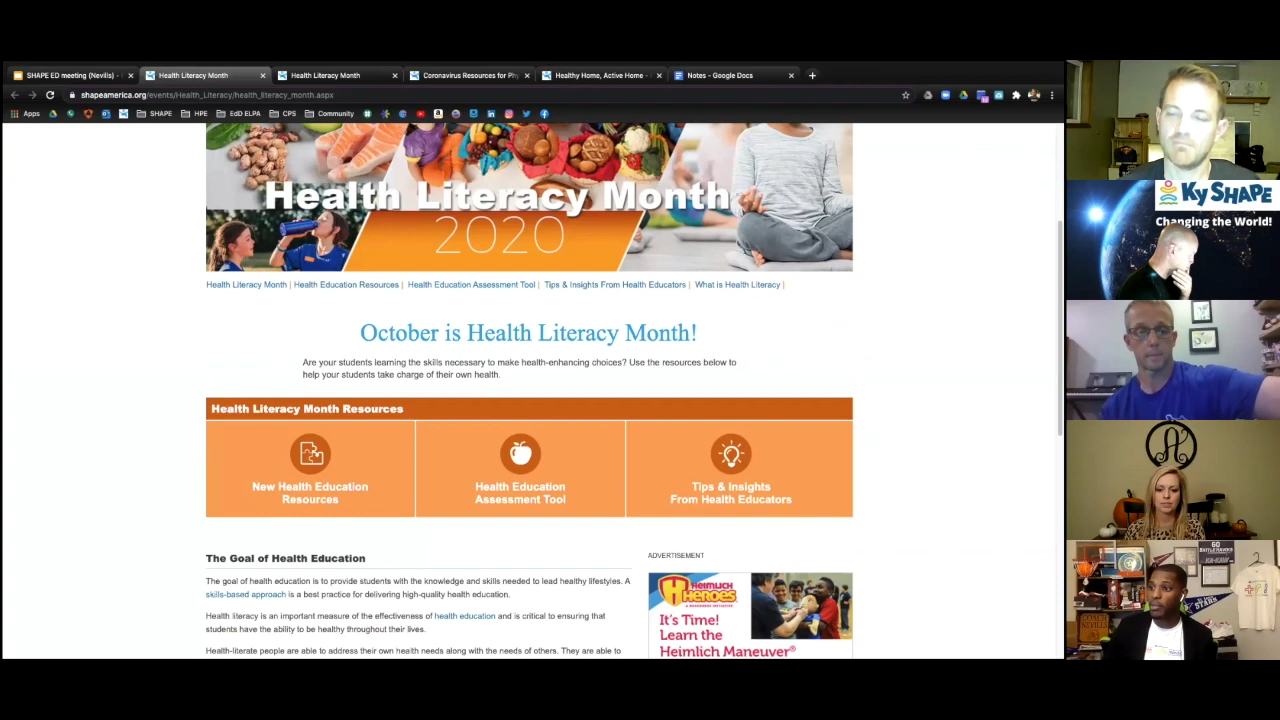 SHAPE ED meeting (Nevilis) -
Health Literacy Month
Health Literacy Month
Coronavirus Resources for Phy
Healthy Home, Active Home -
Notes - Google Docs
shapeamerica.org/events/Health_Literacy/health_literacy_month.aspx
Apps
SHAPE
HPE
EdD ELPA
CPS
Community
Health Literacy Month
2020
Health Literacy Month | Health Education Resources | Health Education Assessment Tool | Tips & Insights From Health Educators | What is Health Literacy |
October is Health Literacy Month!
Are your students learning the skills necessary to make health-enhancing choices? Use the resources below to
help your students take charge of their own health.
Health Literacy Month Resources
New Health Education
Resources
Health Education
Assessment Tool
Tips & Insights
From Health Educators
The Goal of Health Education
The goal of health education is to provide students with the knowledge and skills needed to lead healthy lifestyles. A
skills-based approach is a best practice for delivering high-quality health education.
Health literacy is an important measure of the effectiveness of health education and is critical to ensuring that
students have the ability to be healthy throughout their lives.
Health-literate people are able to address their own health needs along with the needs of others. They are able to
ADVERTISEMENT
HEIMLICH
HEROES
It's Time!
Learn the
Heimlich Maneuver®
Ky SHAPE
Changing the World!
A
GO
BATTLEHAWKS
KA-KAW
STARS